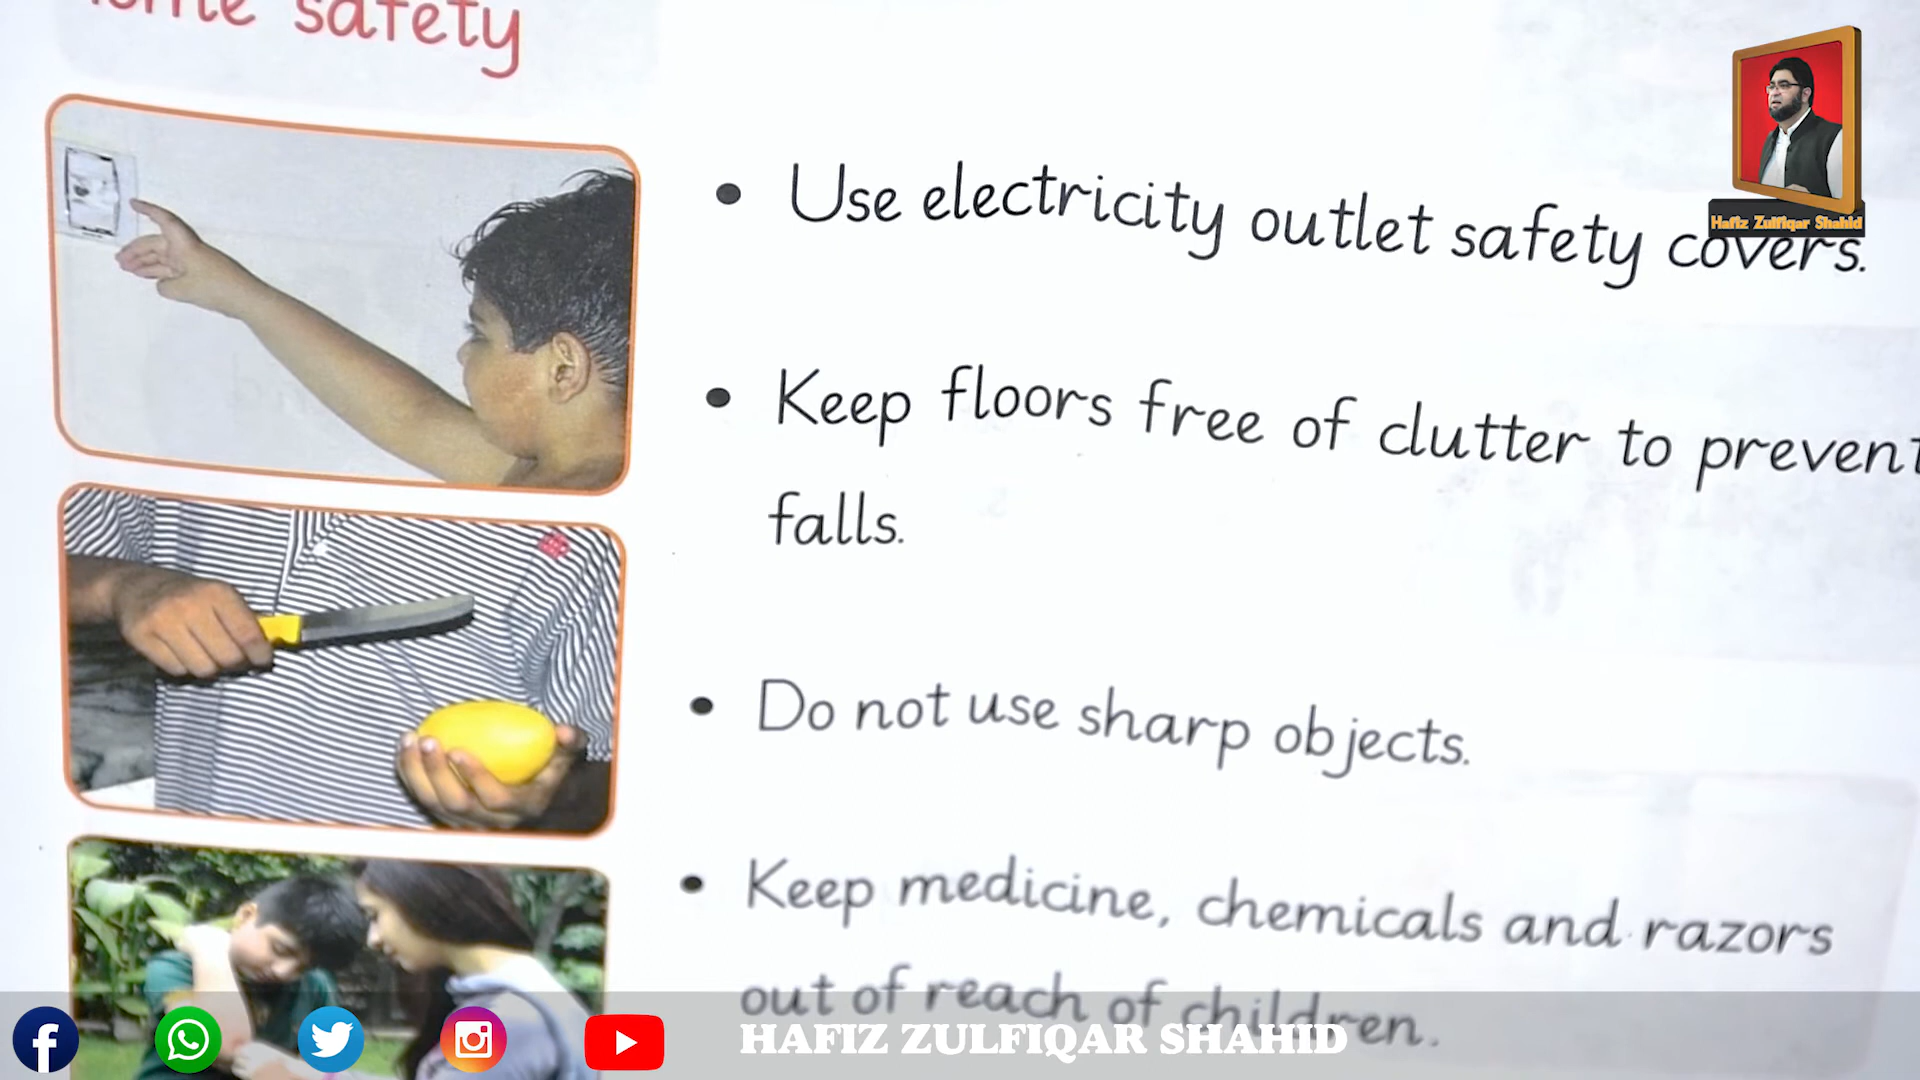 safety
Hafiz Zulfiqar Shahid
• Use electricity outlet safety covers.
• Keep floors free of clutter to prevent
falls.
• Do not use sharp objects.
• Keep medicine, chemicals and razors
out of reach of children.
HAFIZ ZULFIQAR SHAHID